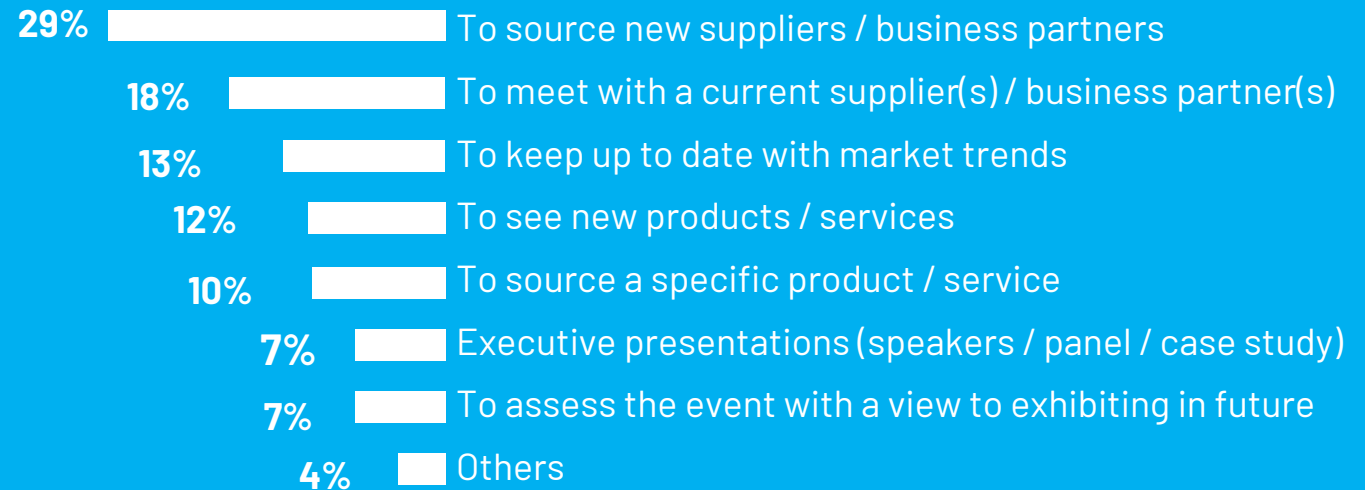 29% To source new suppliers / business partners
18% To meet with a current supplier(s) / business partner(s)
13% To keep up to date with market trends
12% To see new products / services
10% To source a specific product / service
7% Executive presentations (speakers / panel / case study)
7% To assess the event with a view to exhibiting in future
4% Others